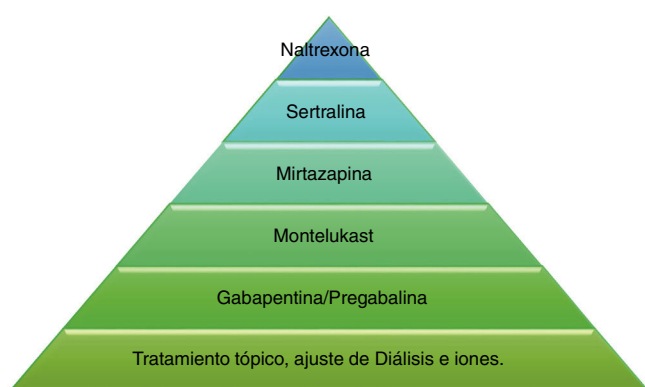 Naltrexona
Sertralina
Mirtazapina
Montelukast
Gabapentina/Pregabalina
Tratamiento tópico, ajuste de Diálisis e iones.